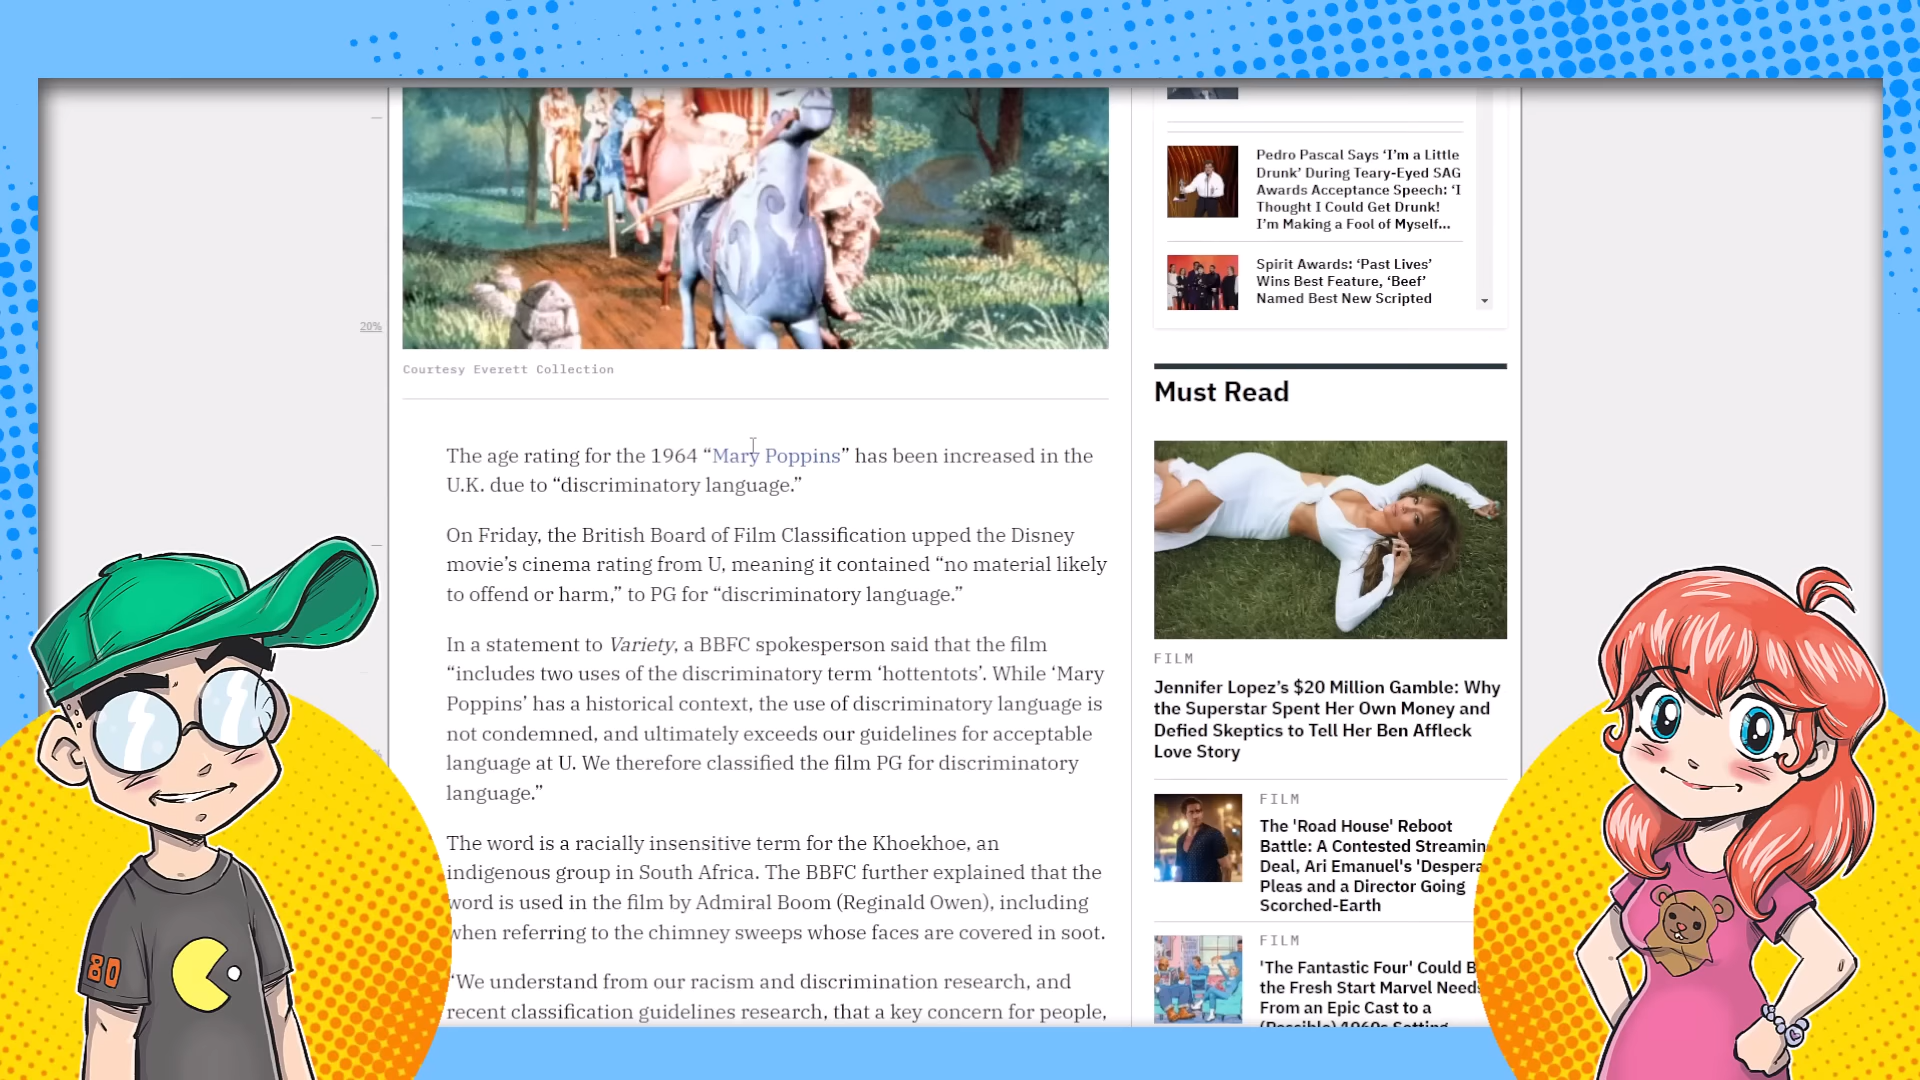 20%
Courtesy Everett Collection
The age rating for the 1964 “Mary Poppins” has been increased in the
U.K. due to “discriminatory language.”
On Friday, the British Board of Film Classification upped the Disney
movie’s cinema rating from U, meaning it contained “no material likely
to offend or harm,” to PG for “discriminatory language.”
In a statement to Variety, a BBFC spokesperson said that the film
“includes two uses of the discriminatory term ‘hottentots’. While ‘Mary
Poppins’ has a historical context, the use of discriminatory language is
not condemned, and ultimately exceeds our guidelines for acceptable
language at U. We therefore classified the film PG for discriminatory
language.”
The word is a racially insensitive term for the Khoekhoe, an
indigenous group in South Africa. The BBFC further explained that the
word is used in the film by Admiral Boom (Reginald Owen), including
when referring to the chimney sweeps whose faces are covered in soot.
“We understand from our racism and discrimination research, and
recent classification guidelines research, that a key concern for people,
Pedro Pascal Says ‘I’m a Little
Drunk’ During Teary-Eyed SAG
Awards Acceptance Speech: ‘I
Thought I Could Get Drunk!
I’m Making a Fool of Myself...
Spirit Awards: ‘Past Lives’
Wins Best Feature, ‘Beef’
Named Best New Scripted
Must Read
FILM
Jennifer Lopez’s $20 Million Gamble: Why
the Superstar Spent Her Own Money and
Defied Skeptics to Tell Her Ben Affleck
Love Story
FILM
The 'Road House' Reboot
Battle: A Contested Streamin
Deal, Ari Emanuel's 'Despera
Pleas and a Director Going
Scorched-Earth
FILM
'The Fantastic Four' Could B
the Fresh Start Marvel Needs
From an Epic Cast to a
(Possible) 1960s Setting
80